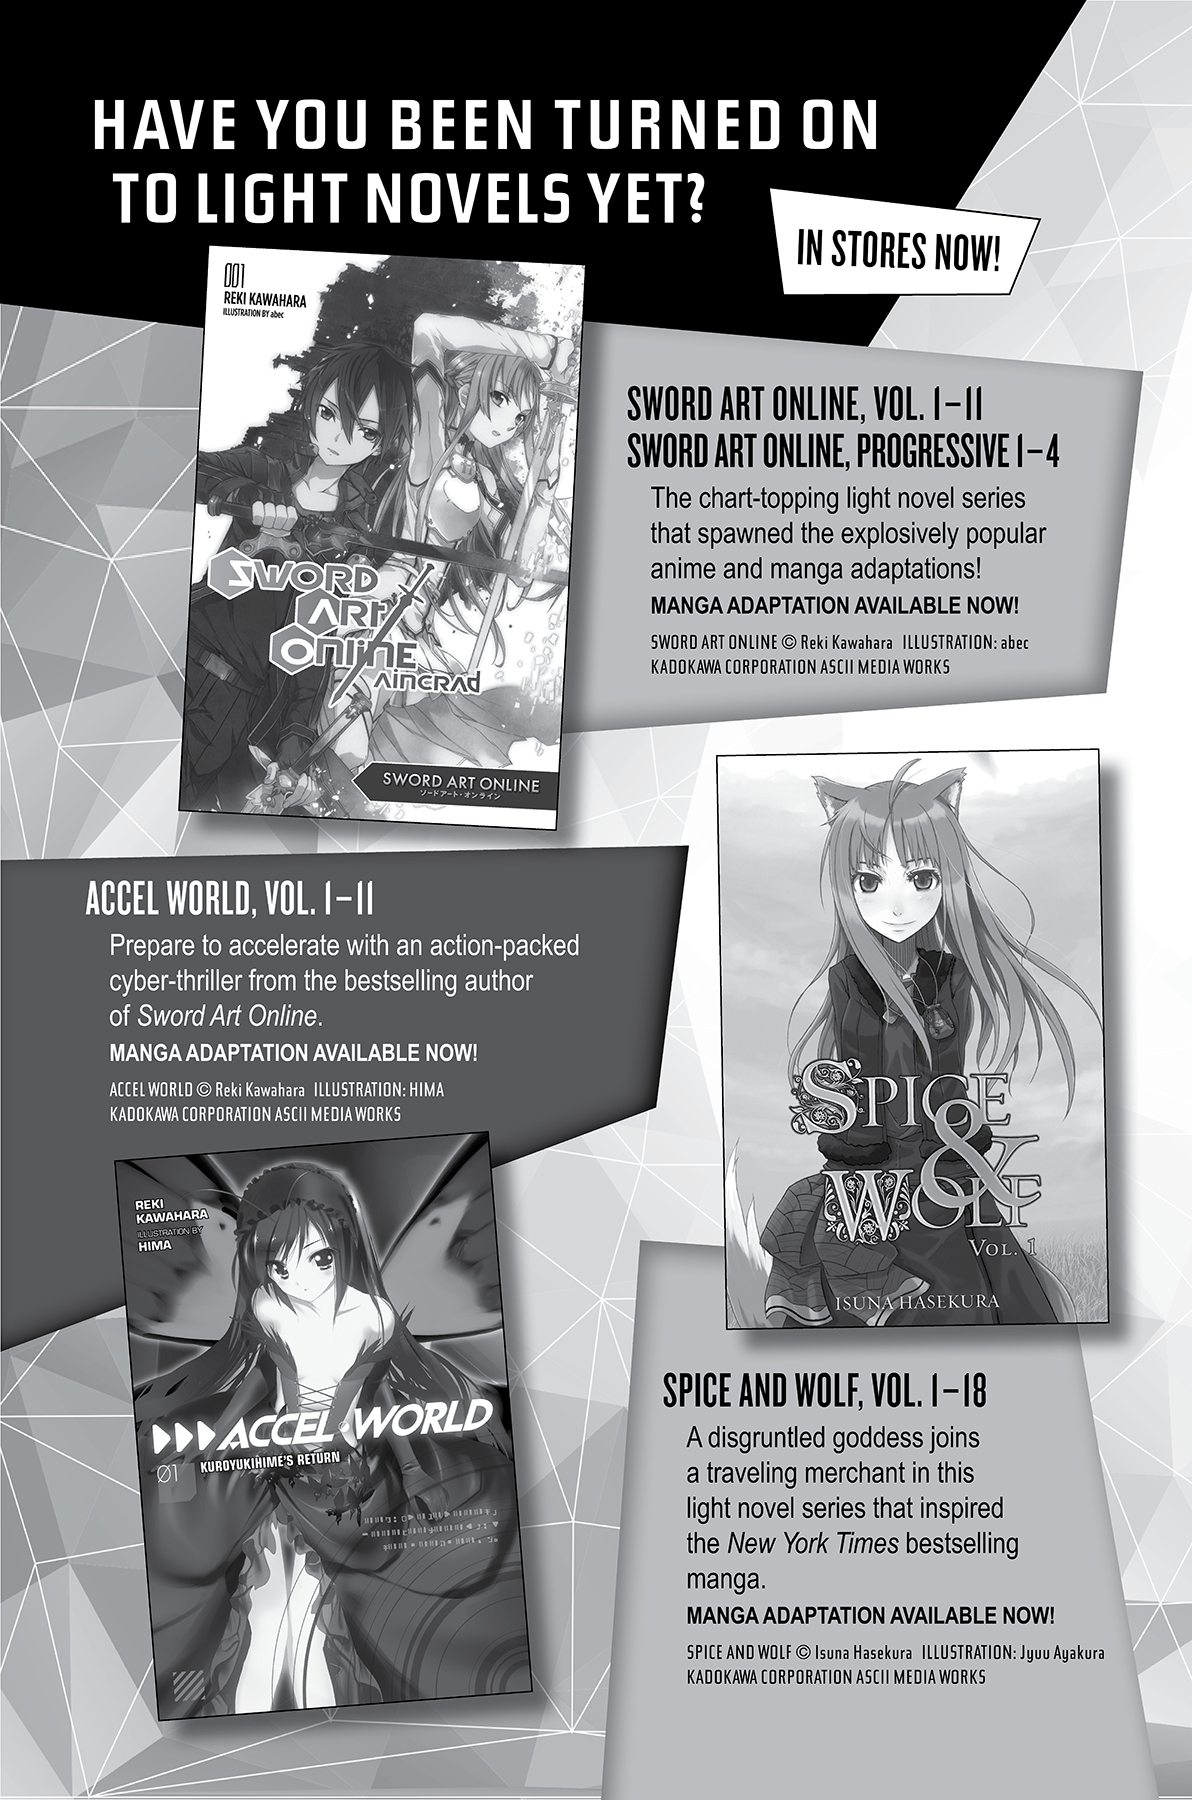 HAVE YOU BEEN TURNED ON
TO LIGHT NOVELS YET?
IN STORES NOW!
001
REKI KAWAHARA
ILLUSTRATION BY abec
SWORD
ART
ONLINE
AINCRAD
SWORD ART ONLINE
ソードアート・オンライン
SWORD ART ONLINE, VOL. 1–11
SWORD ART ONLINE, PROGRESSIVE 1–4
The chart-topping light novel series
that spawned the explosively popular
anime and manga adaptations!
MANGA ADAPTATION AVAILABLE NOW!
SWORD ART ONLINE © Reki Kawahara ILLUSTRATION: abec
KADOKAWA CORPORATION ASCII MEDIA WORKS
ACCEL WORLD, VOL. 1–11
Prepare to accelerate with an action-packed
cyber-thriller from the bestselling author
of Sword Art Online.
MANGA ADAPTATION AVAILABLE NOW!
ACCEL WORLD © Reki Kawahara ILLUSTRATION: HIMA
KADOKAWA CORPORATION ASCII MEDIA WORKS
REKI
KAWAHARA
ILLUSTRATION BY
HIMA
ACCEL WORLD
01
KUROYUKIHIME'S RETURN
SPICE
&
WOLF
VOL. 1
ISUNA HASEKURA
SPICE AND WOLF, VOL. 1–18
A disgruntled goddess joins
a traveling merchant in this
light novel series that inspired
the New York Times bestselling
manga.
MANGA ADAPTATION AVAILABLE NOW!
SPICE AND WOLF © Isuna Hasekura ILLUSTRATION: Jyuu Ayakura
KADOKAWA CORPORATION ASCII MEDIA WORKS